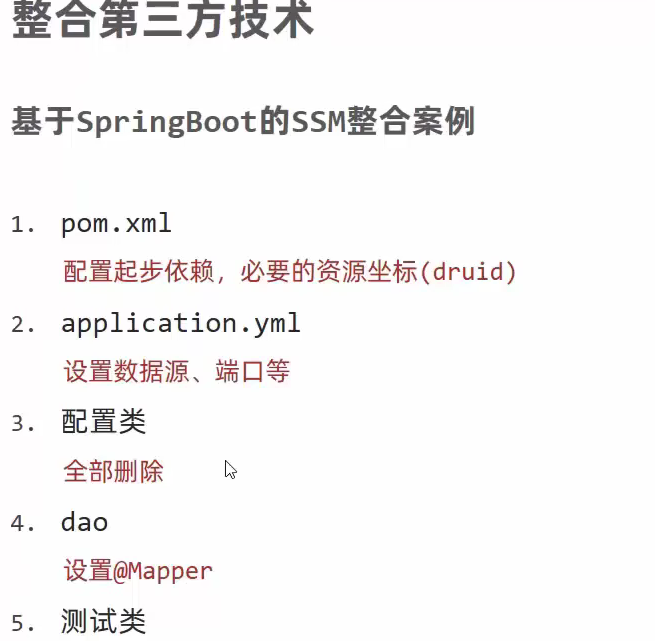 整合第三方技术
基于SpringBoot的SSM整合案例
1. pom.xml
配置起步依赖，必要的资源坐标(druid)
2. application.yml
设置数据源、端口等
3. 配置类
全部删除
4. dao
设置@Mapper
5. 测试类